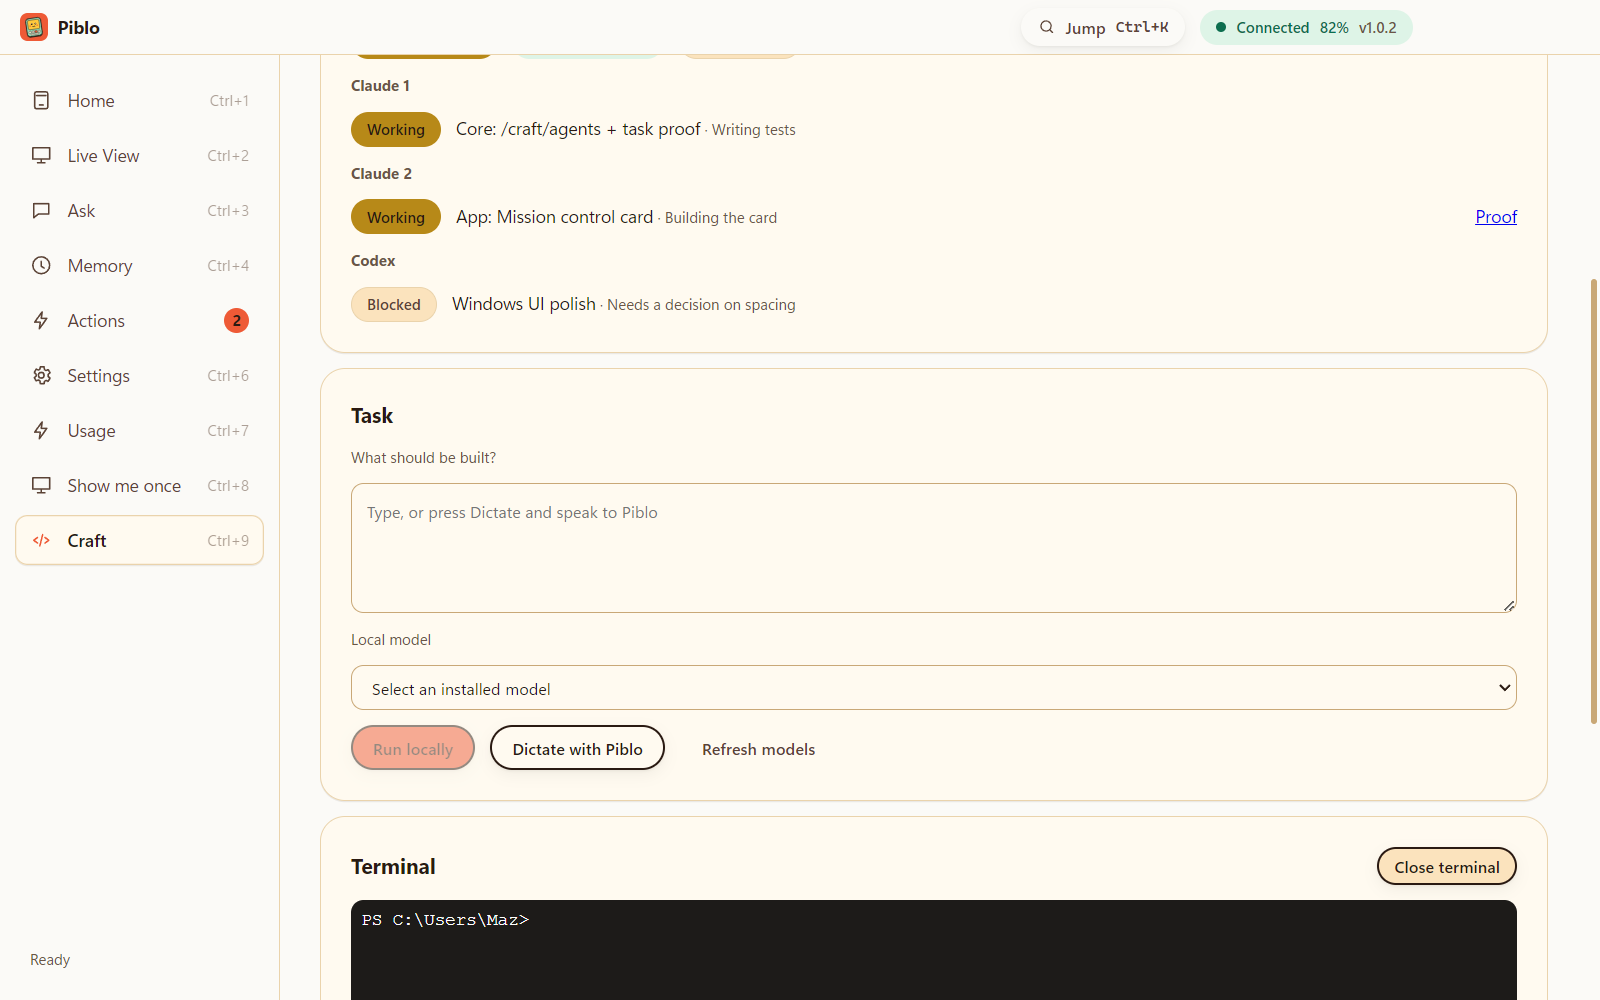 Piblo
Jump Ctrl+K
Connected 82% v1.0.2
Home Ctrl+1
Live View Ctrl+2
Ask Ctrl+3
Memory Ctrl+4
Actions 2
Settings Ctrl+6
Usage Ctrl+7
Show me once Ctrl+8
Craft Ctrl+9
Ready
Claude 1
Working Core: /craft/agents + task proof · Writing tests
Claude 2
Working App: Mission control card · Building the card Proof
Codex
Blocked Windows UI polish · Needs a decision on spacing
Task
What should be built?
Type, or press Dictate and speak to Piblo
Local model
Select an installed model
Run locally Dictate with Piblo Refresh models
Terminal Close terminal
PS C:\Users\Maz>